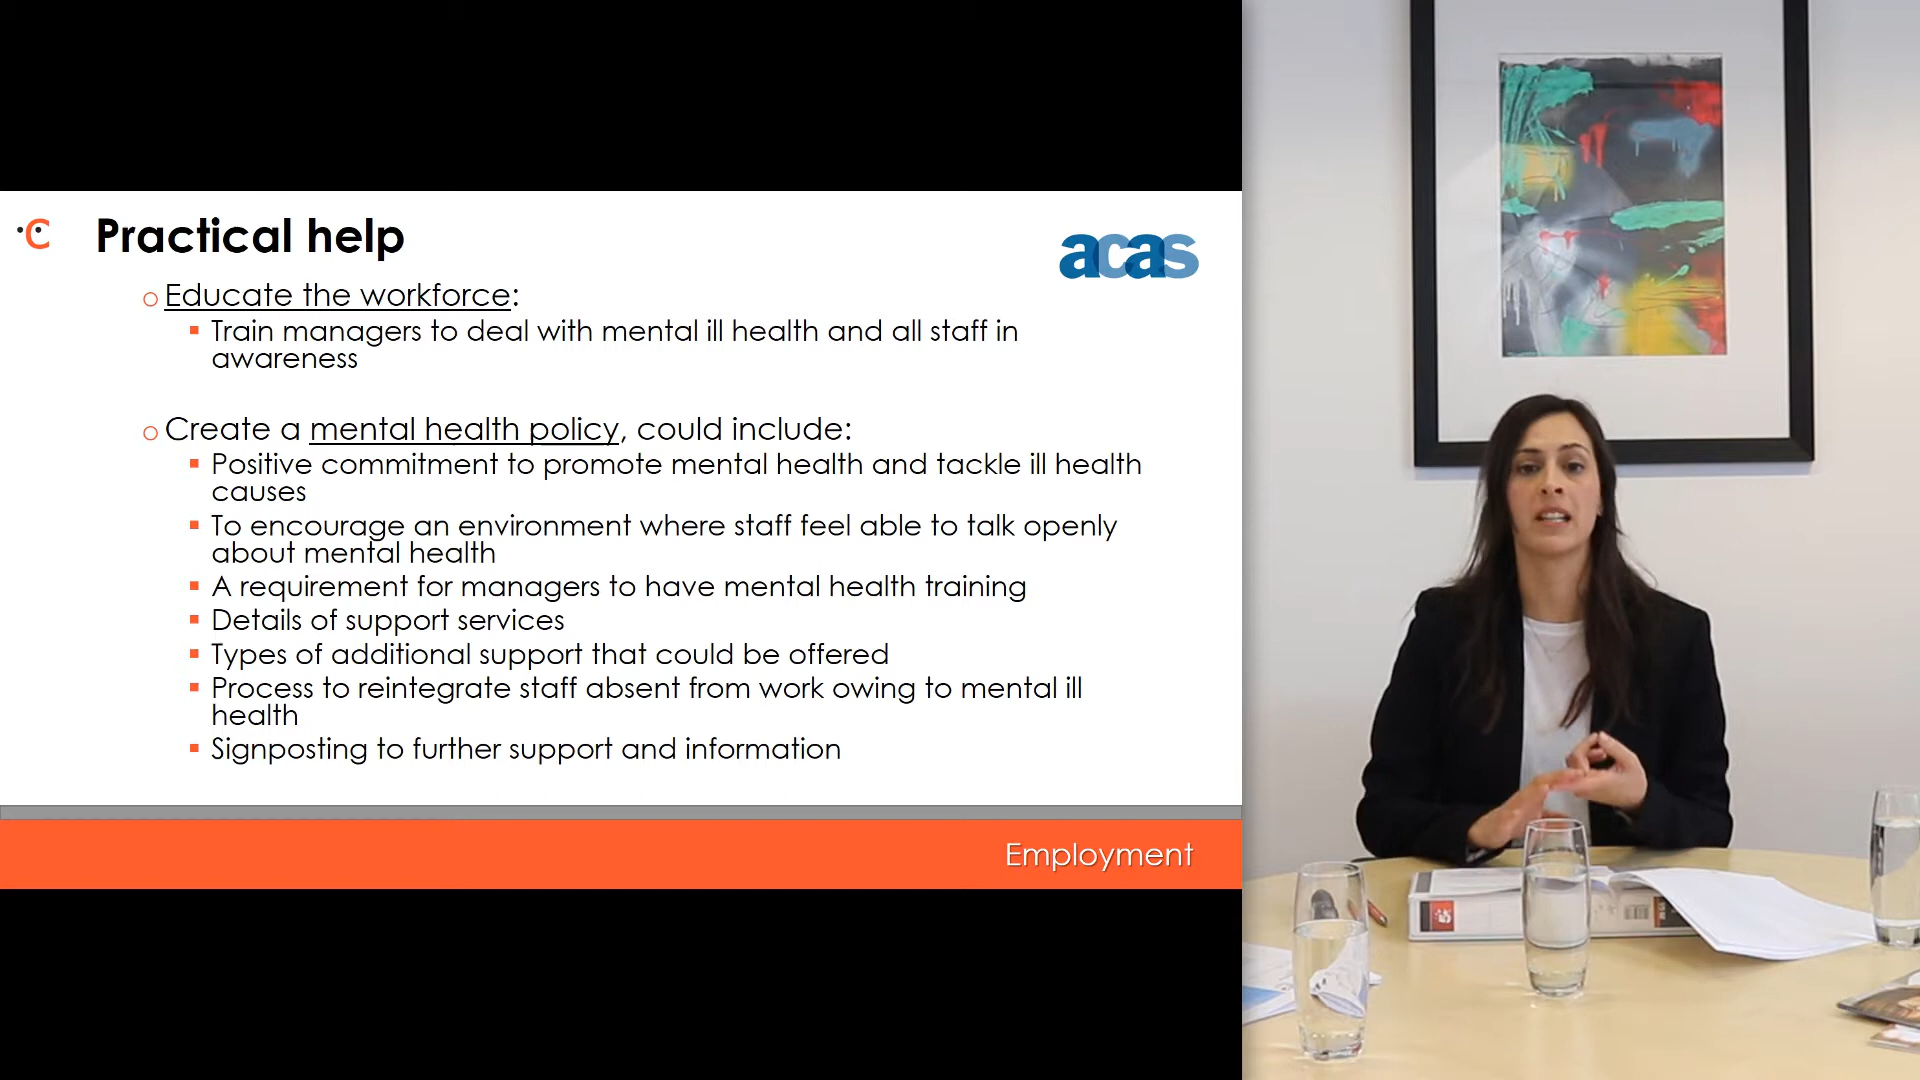 Practical help
acas
Educate the workforce:
Train managers to deal with mental ill health and all staff in
awareness
Create a mental health policy, could include:
Positive commitment to promote mental health and tackle ill health
causes
To encourage an environment where staff feel able to talk openly
about mental health
A requirement for managers to have mental health training
Details of support services
Types of additional support that could be offered
Process to reintegrate staff absent from work owing to mental ill
health
Signposting to further support and information
Employment